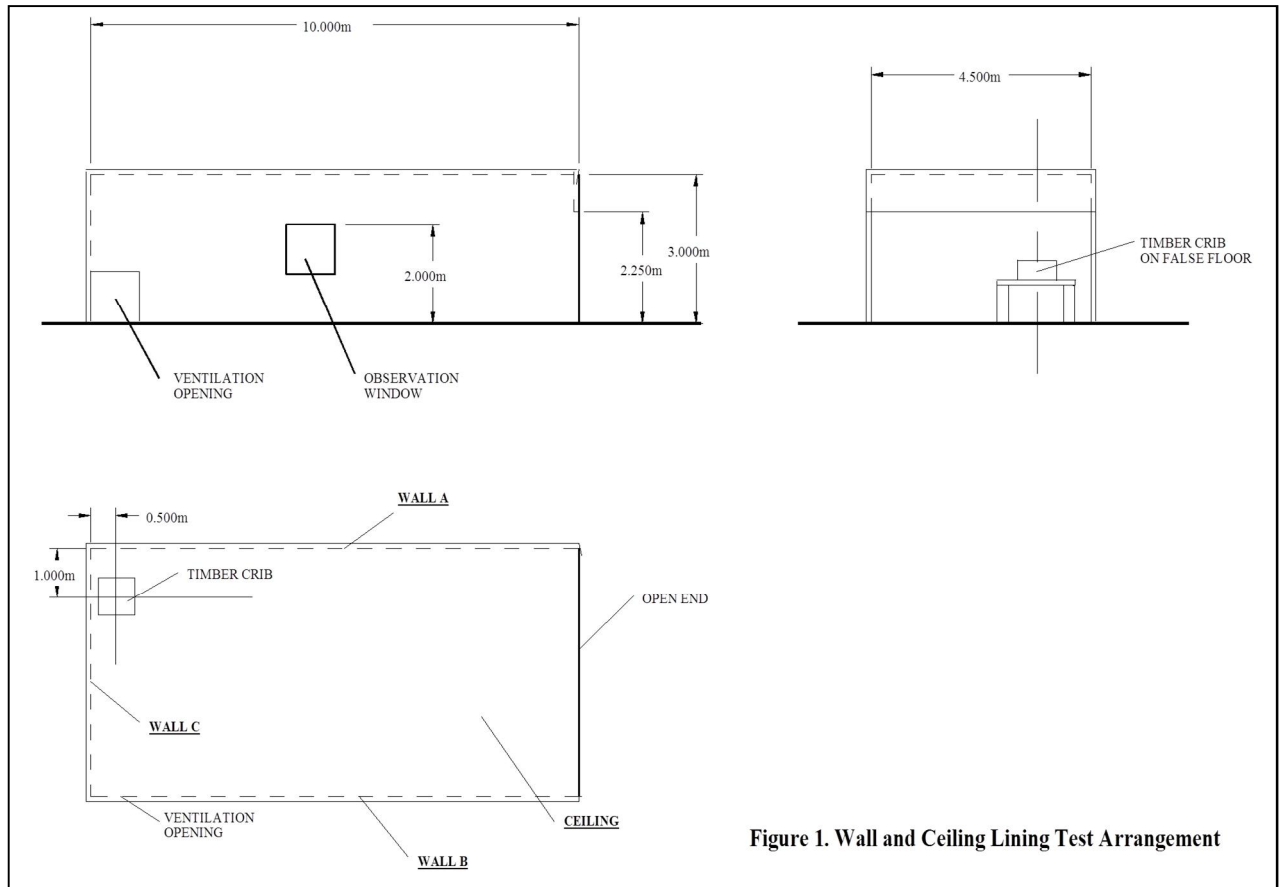 10.000m
4.500m
TIMBER CRIB
ON FALSE FLOOR
3.000m
2.250m
2.000m
VENTILATION
OPENING
OBSERVATION
WINDOW
WALL A
0.500m
1.000m
TIMBER CRIB
OPEN END
WALL C
VENTILATION
OPENING
CEILING
WALL B
Figure 1. Wall and Ceiling Lining Test Arrangement